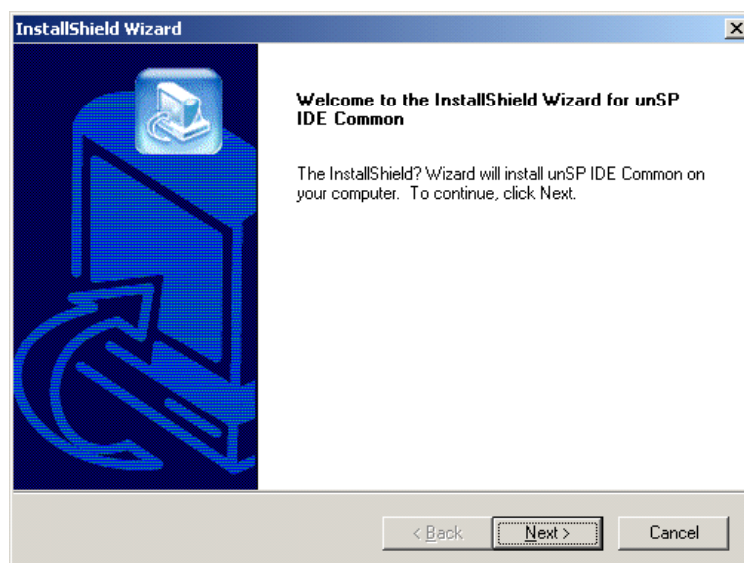 InstallShield Wizard
Welcome to the InstallShield Wizard for unSP
IDE Common
The InstallShield? Wizard will install unSP IDE Common on
your computer. To continue, click Next.
< Back
Next >
Cancel